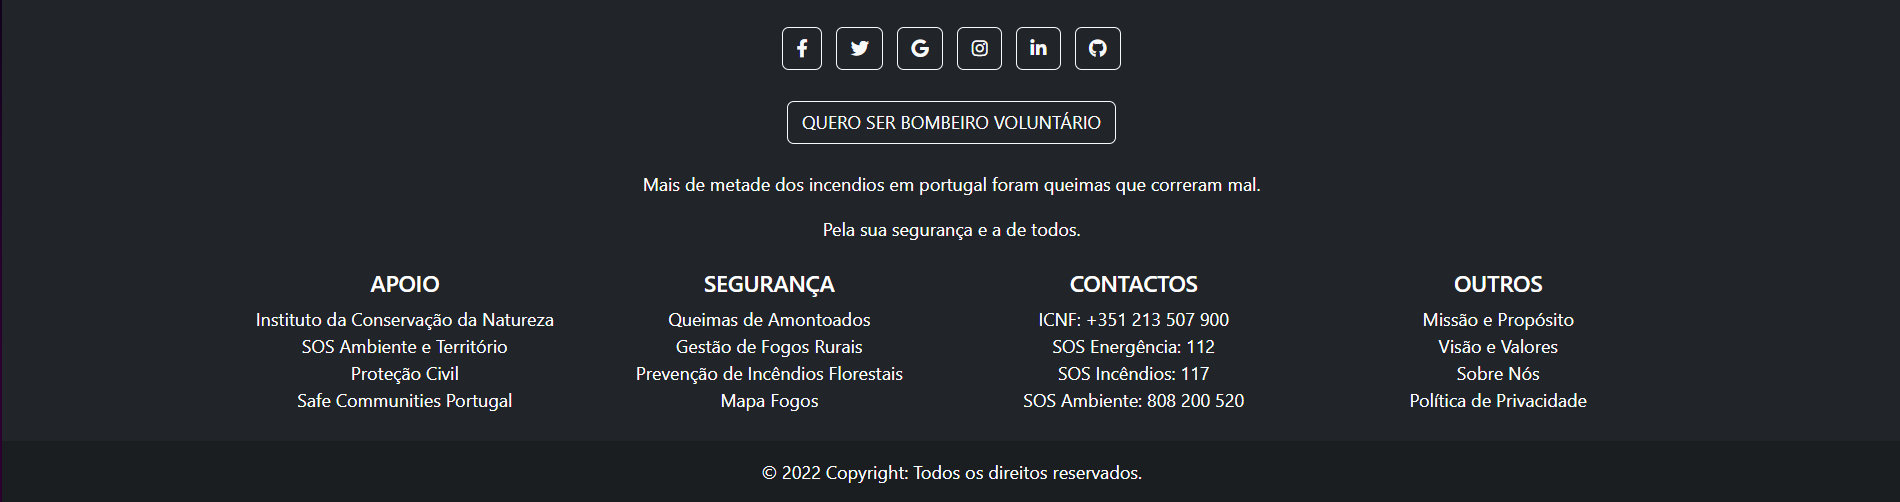 QUERO SER BOMBEIRO VOLUNTÁRIO
Mais de metade dos incendios em portugal foram queimas que correram mal.
Pela sua segurança e a de todos.
APOIO
Instituto da Conservação da Natureza
SOS Ambiente e Território
Proteção Civil
Safe Communities Portugal
SEGURANÇA
Queimas de Amontoados
Gestão de Fogos Rurais
Prevenção de Incêndios Florestais
Mapa Fogos
CONTACTOS
ICNF: +351 213 507 900
SOS Energência: 112
SOS Incêndios: 117
SOS Ambiente: 808 200 520
OUTROS
Missão e Propósito
Visão e Valores
Sobre Nós
Política de Privacidade
© 2022 Copyright: Todos os direitos reservados.